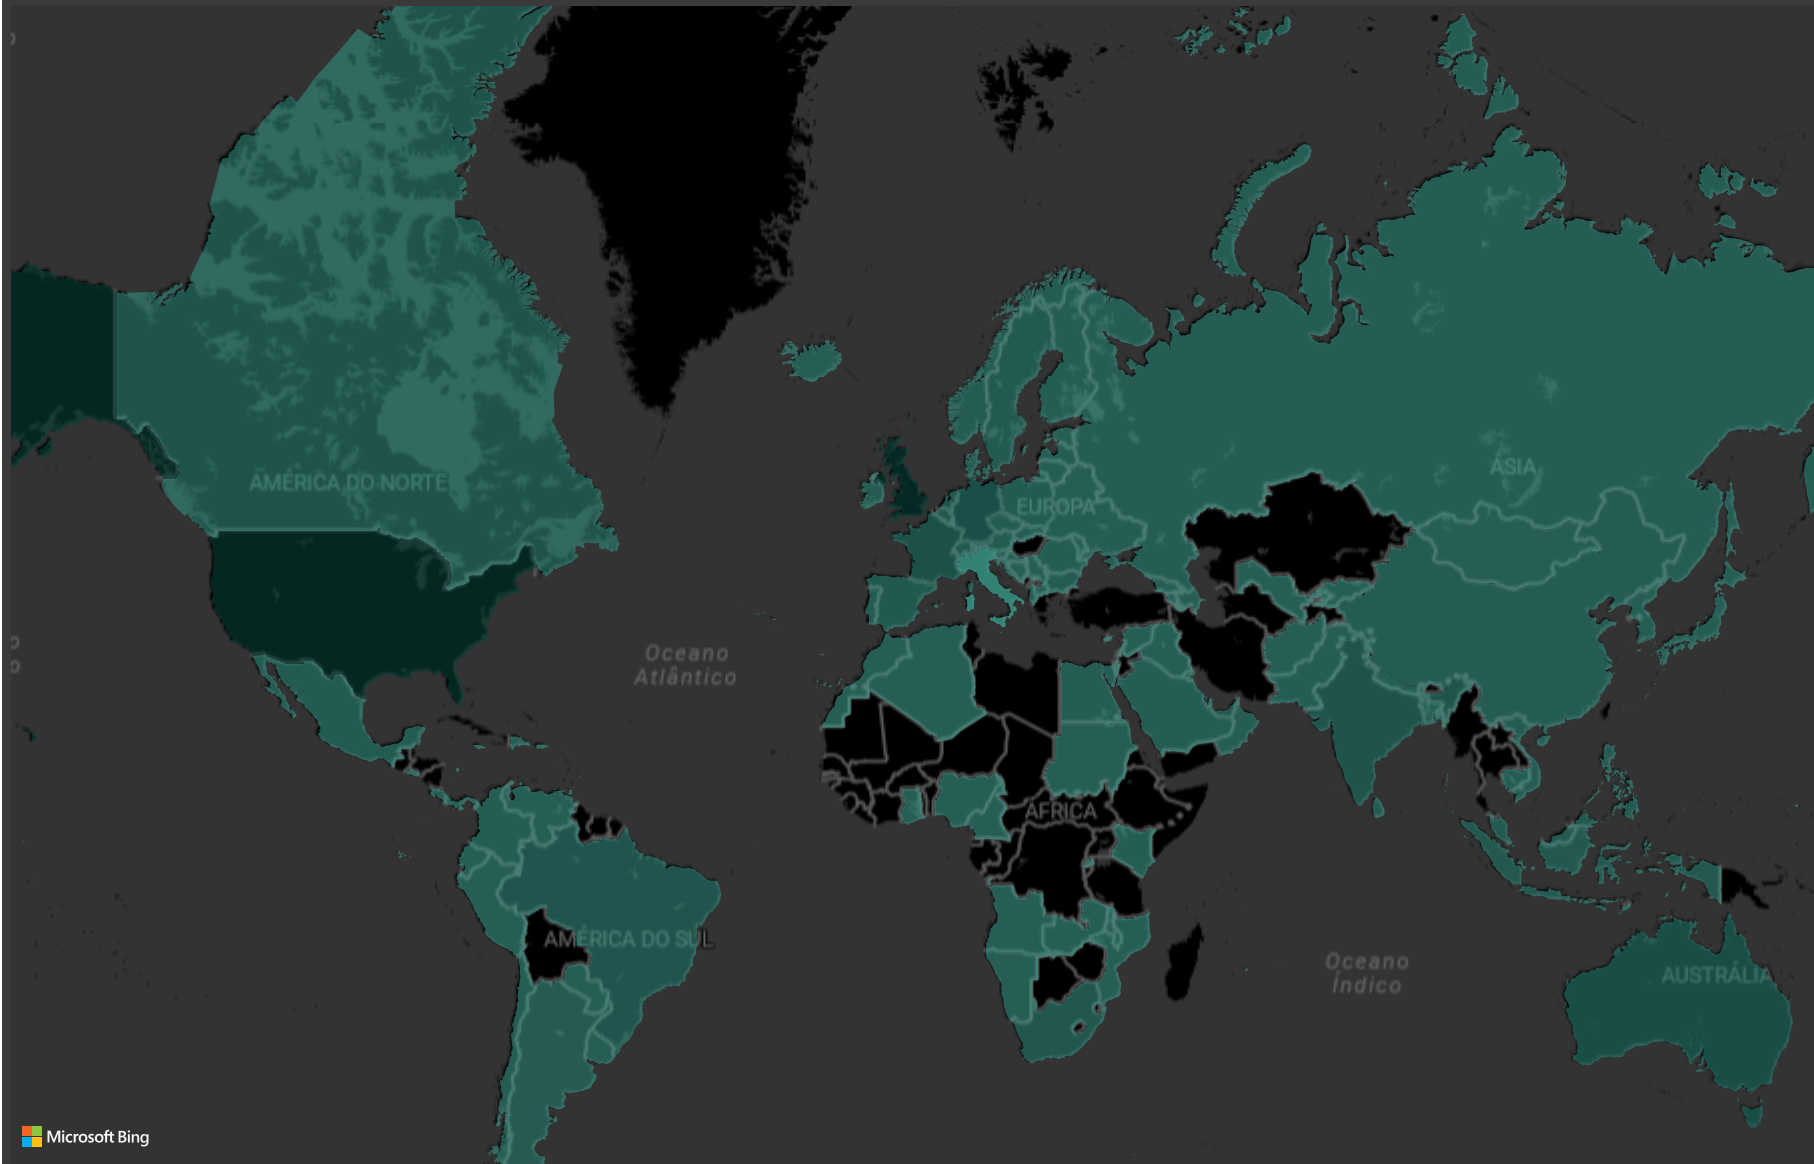 AMÉRICA DO NORTE
EUROPA
ÁSIA
Oceano
Atlântico
ÁFRICA
AMÉRICA DO SUL
Oceano
Índico
AUSTRÁLIA
Microsoft Bing